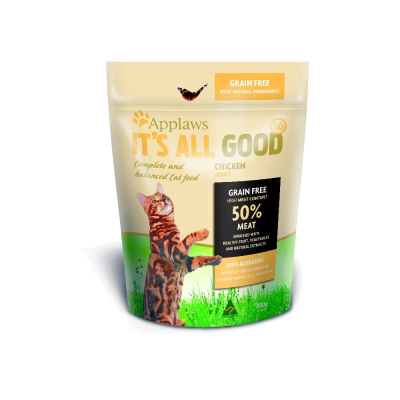 GRAIN FREE
WITH NATURAL INGREDIENTS
Applaws
IT'S ALL GOOD
Complete and
balanced Cat food
CHICKEN
ADULT
GRAIN FREE
HIGH MEAT CONTENT
50%
MEAT
ENRICHED WITH
HEALTHY FRUIT, VEGETABLES
AND NATURAL EXTRACTS
HYPO-ALLERGENIC